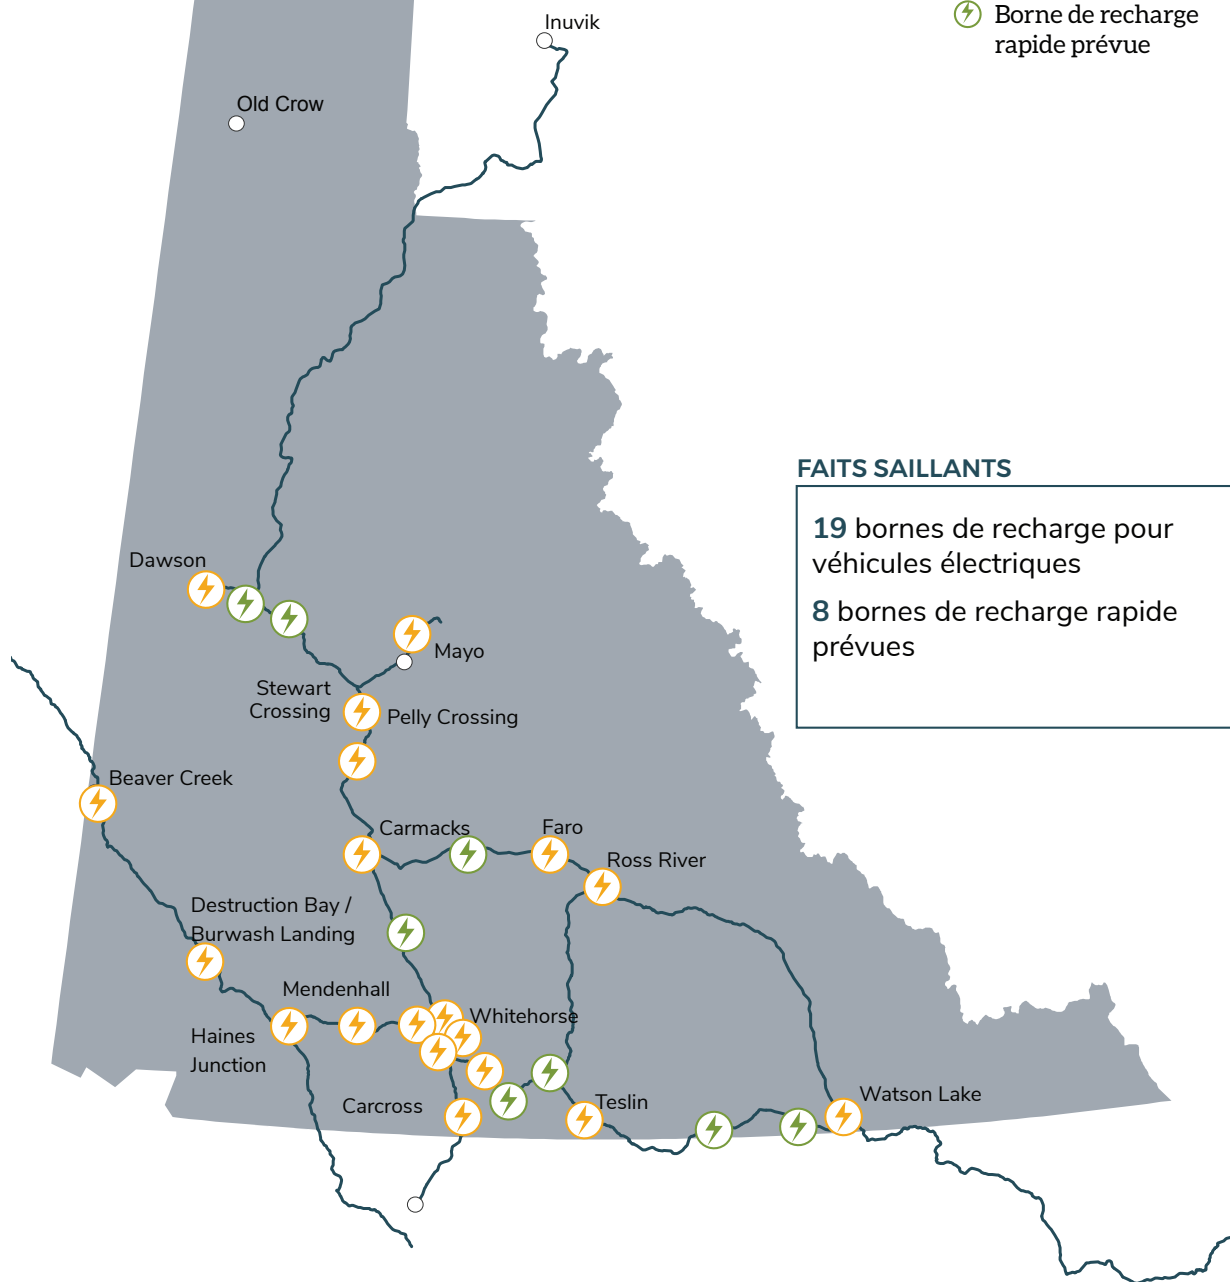 Inuvik
Borne de recharge
rapide prévue
Old Crow
FAITS SAILLANTS
19 bornes de recharge pour
véhicules électriques
8 bornes de recharge rapide
prévues
Dawson
Mayo
Stewart
Crossing
Pelly Crossing
Beaver Creek
Carmacks
Faro
Ross River
Destruction Bay /
Burwash Landing
Mendenhall
Whitehorse
Haines
Junction
Carcross
Teslin
Watson Lake